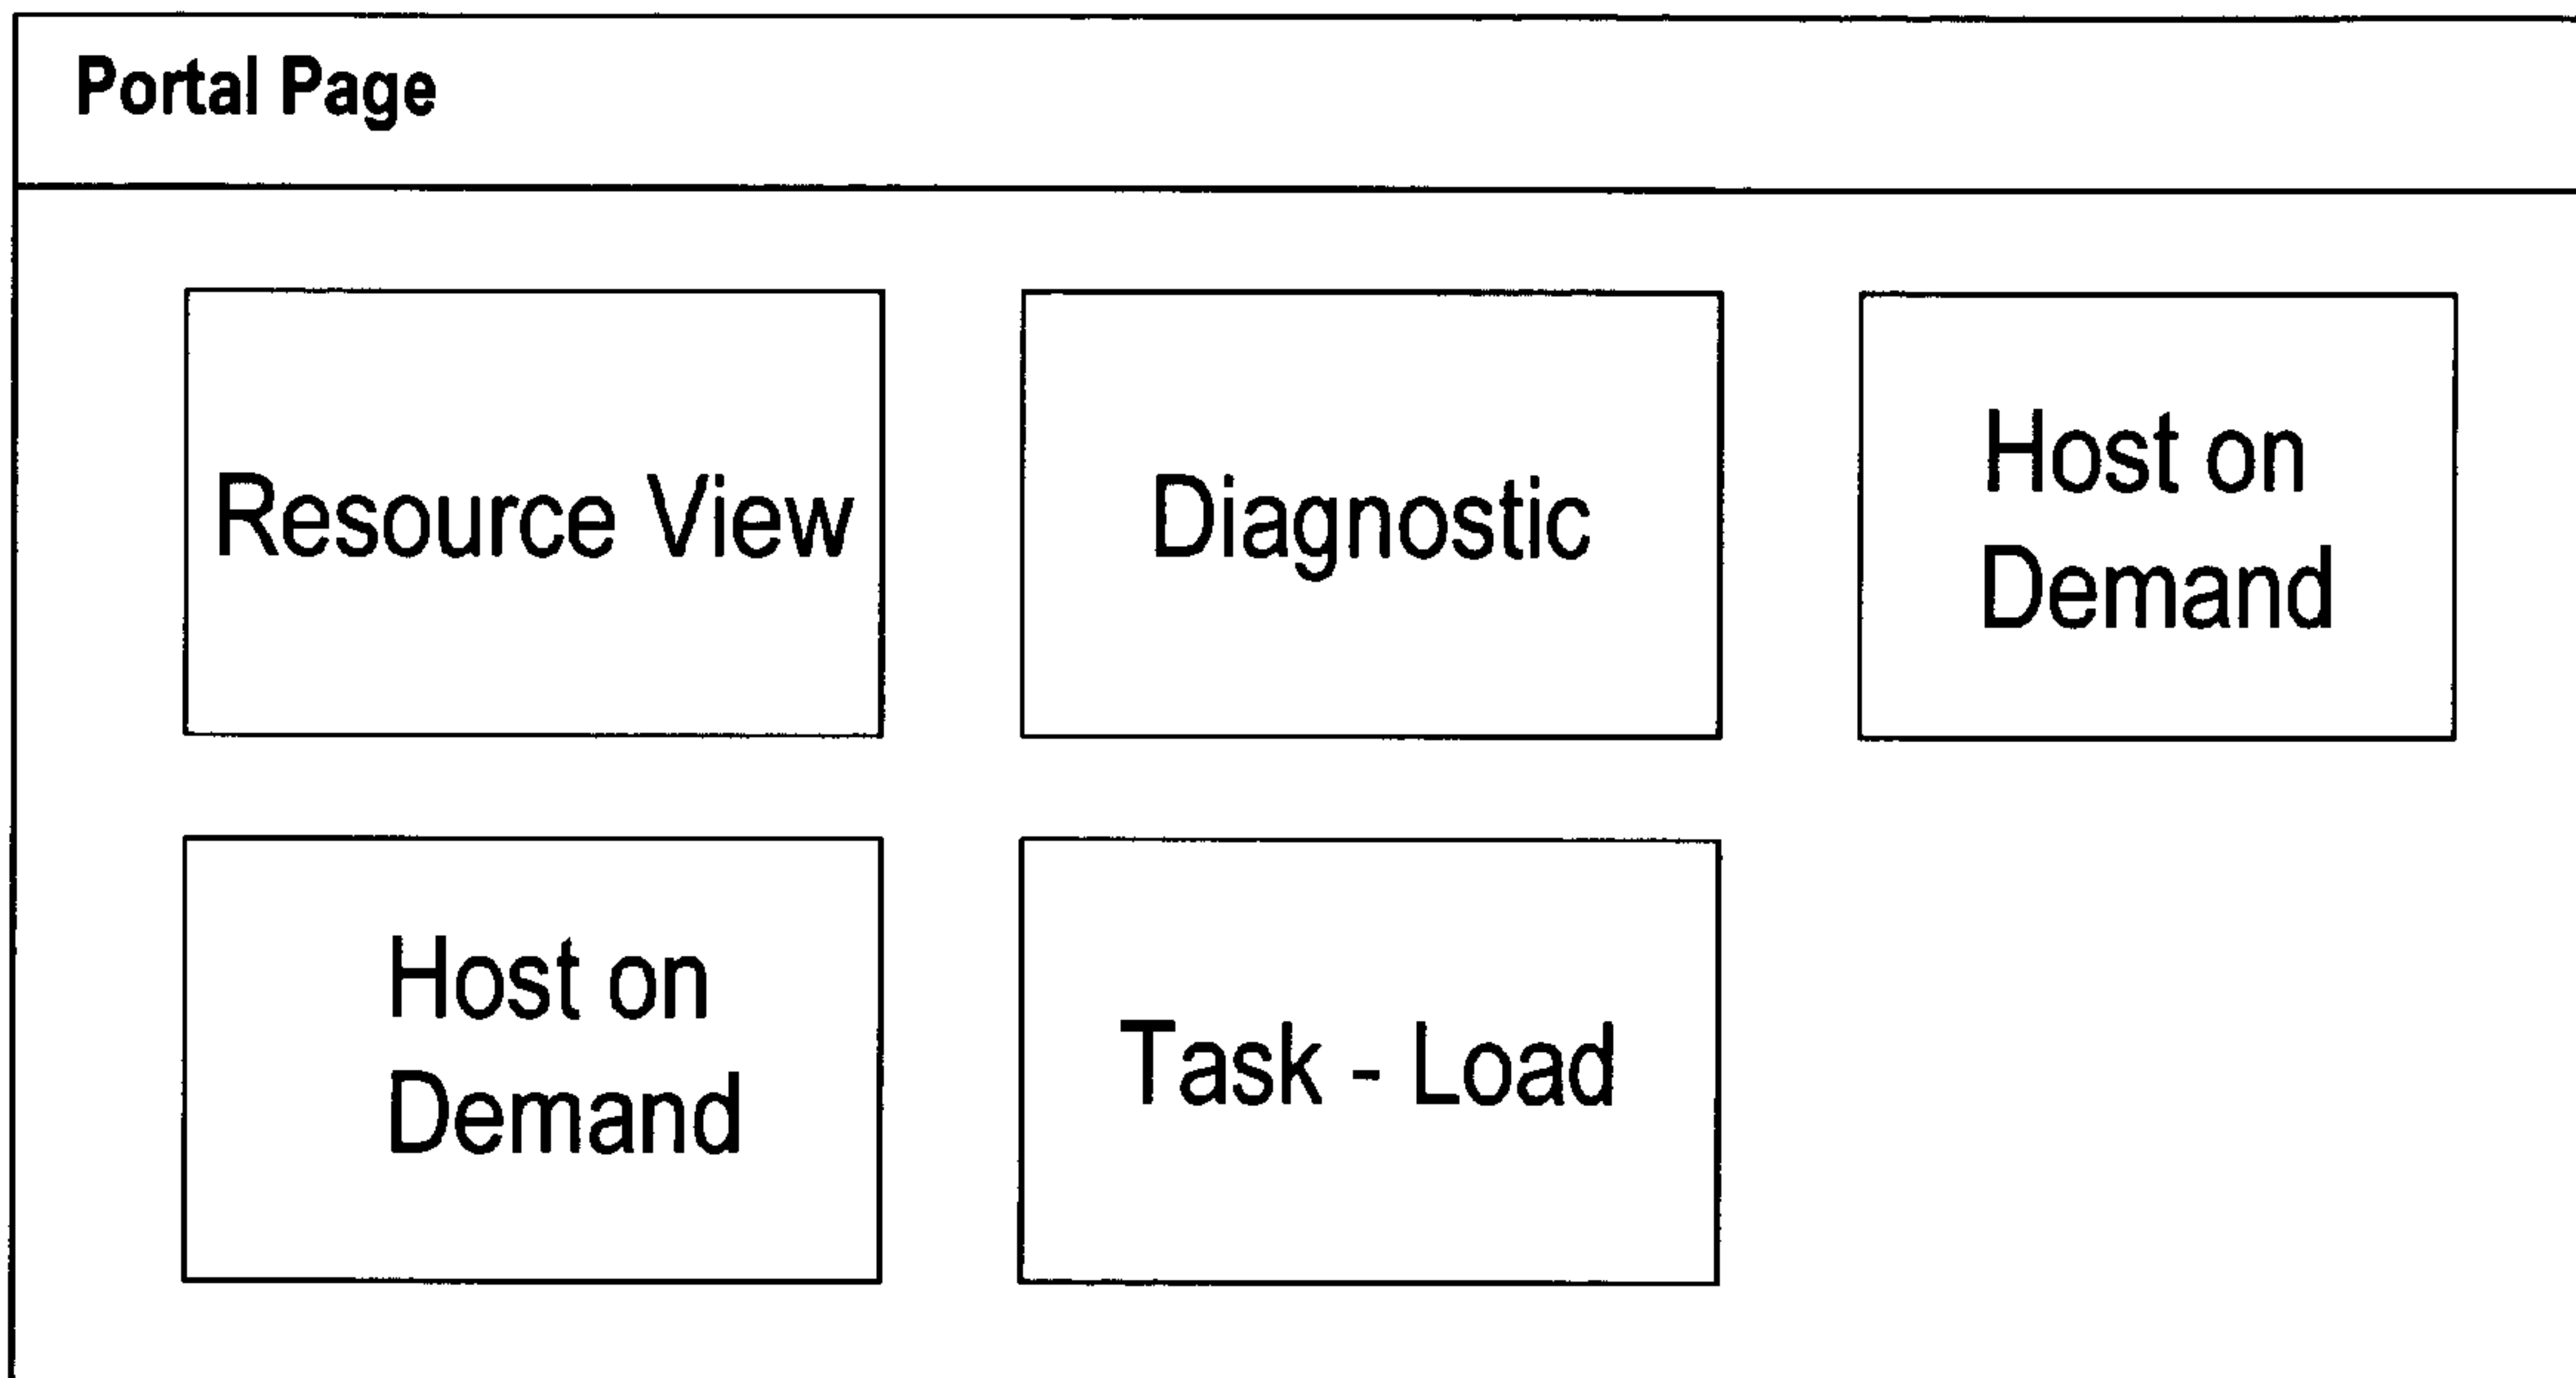 Portal Page
Resource View
Diagnostic
Host on
Demand
Host on
Demand
Task - Load